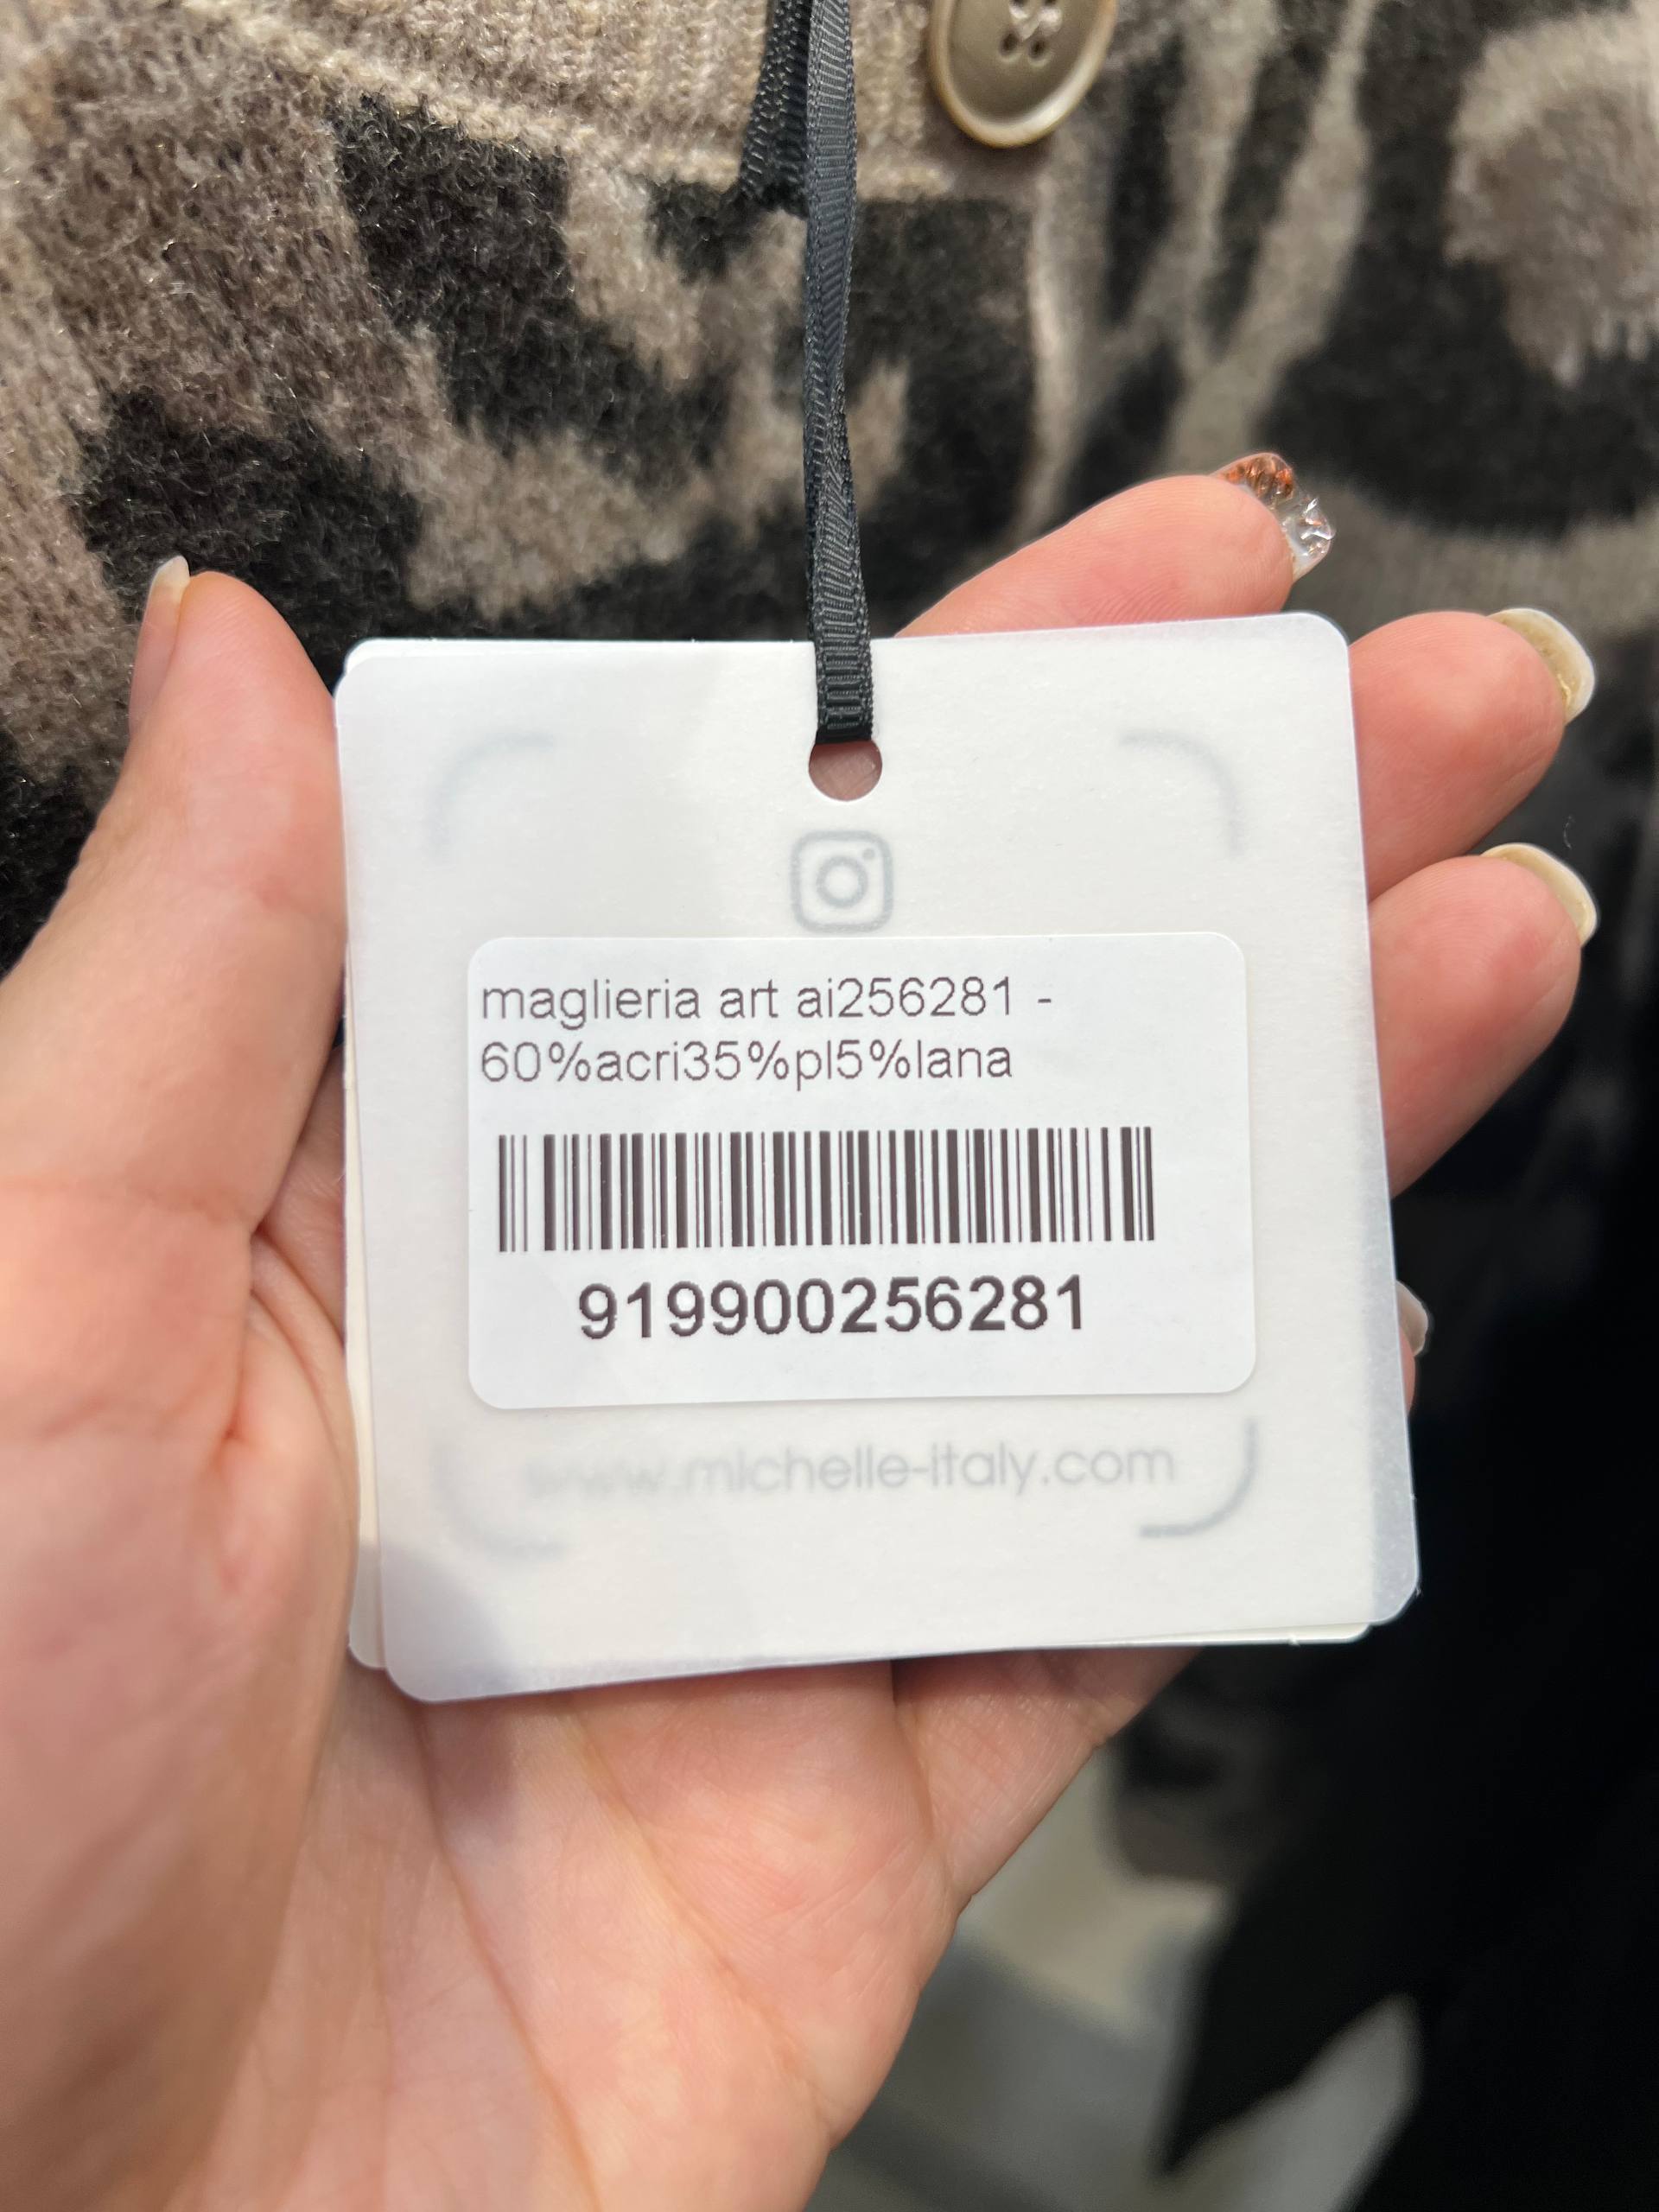 maglieria art ai256281 -
60%acri35%pl5%lana
919900256281
www.michelle-italy.com